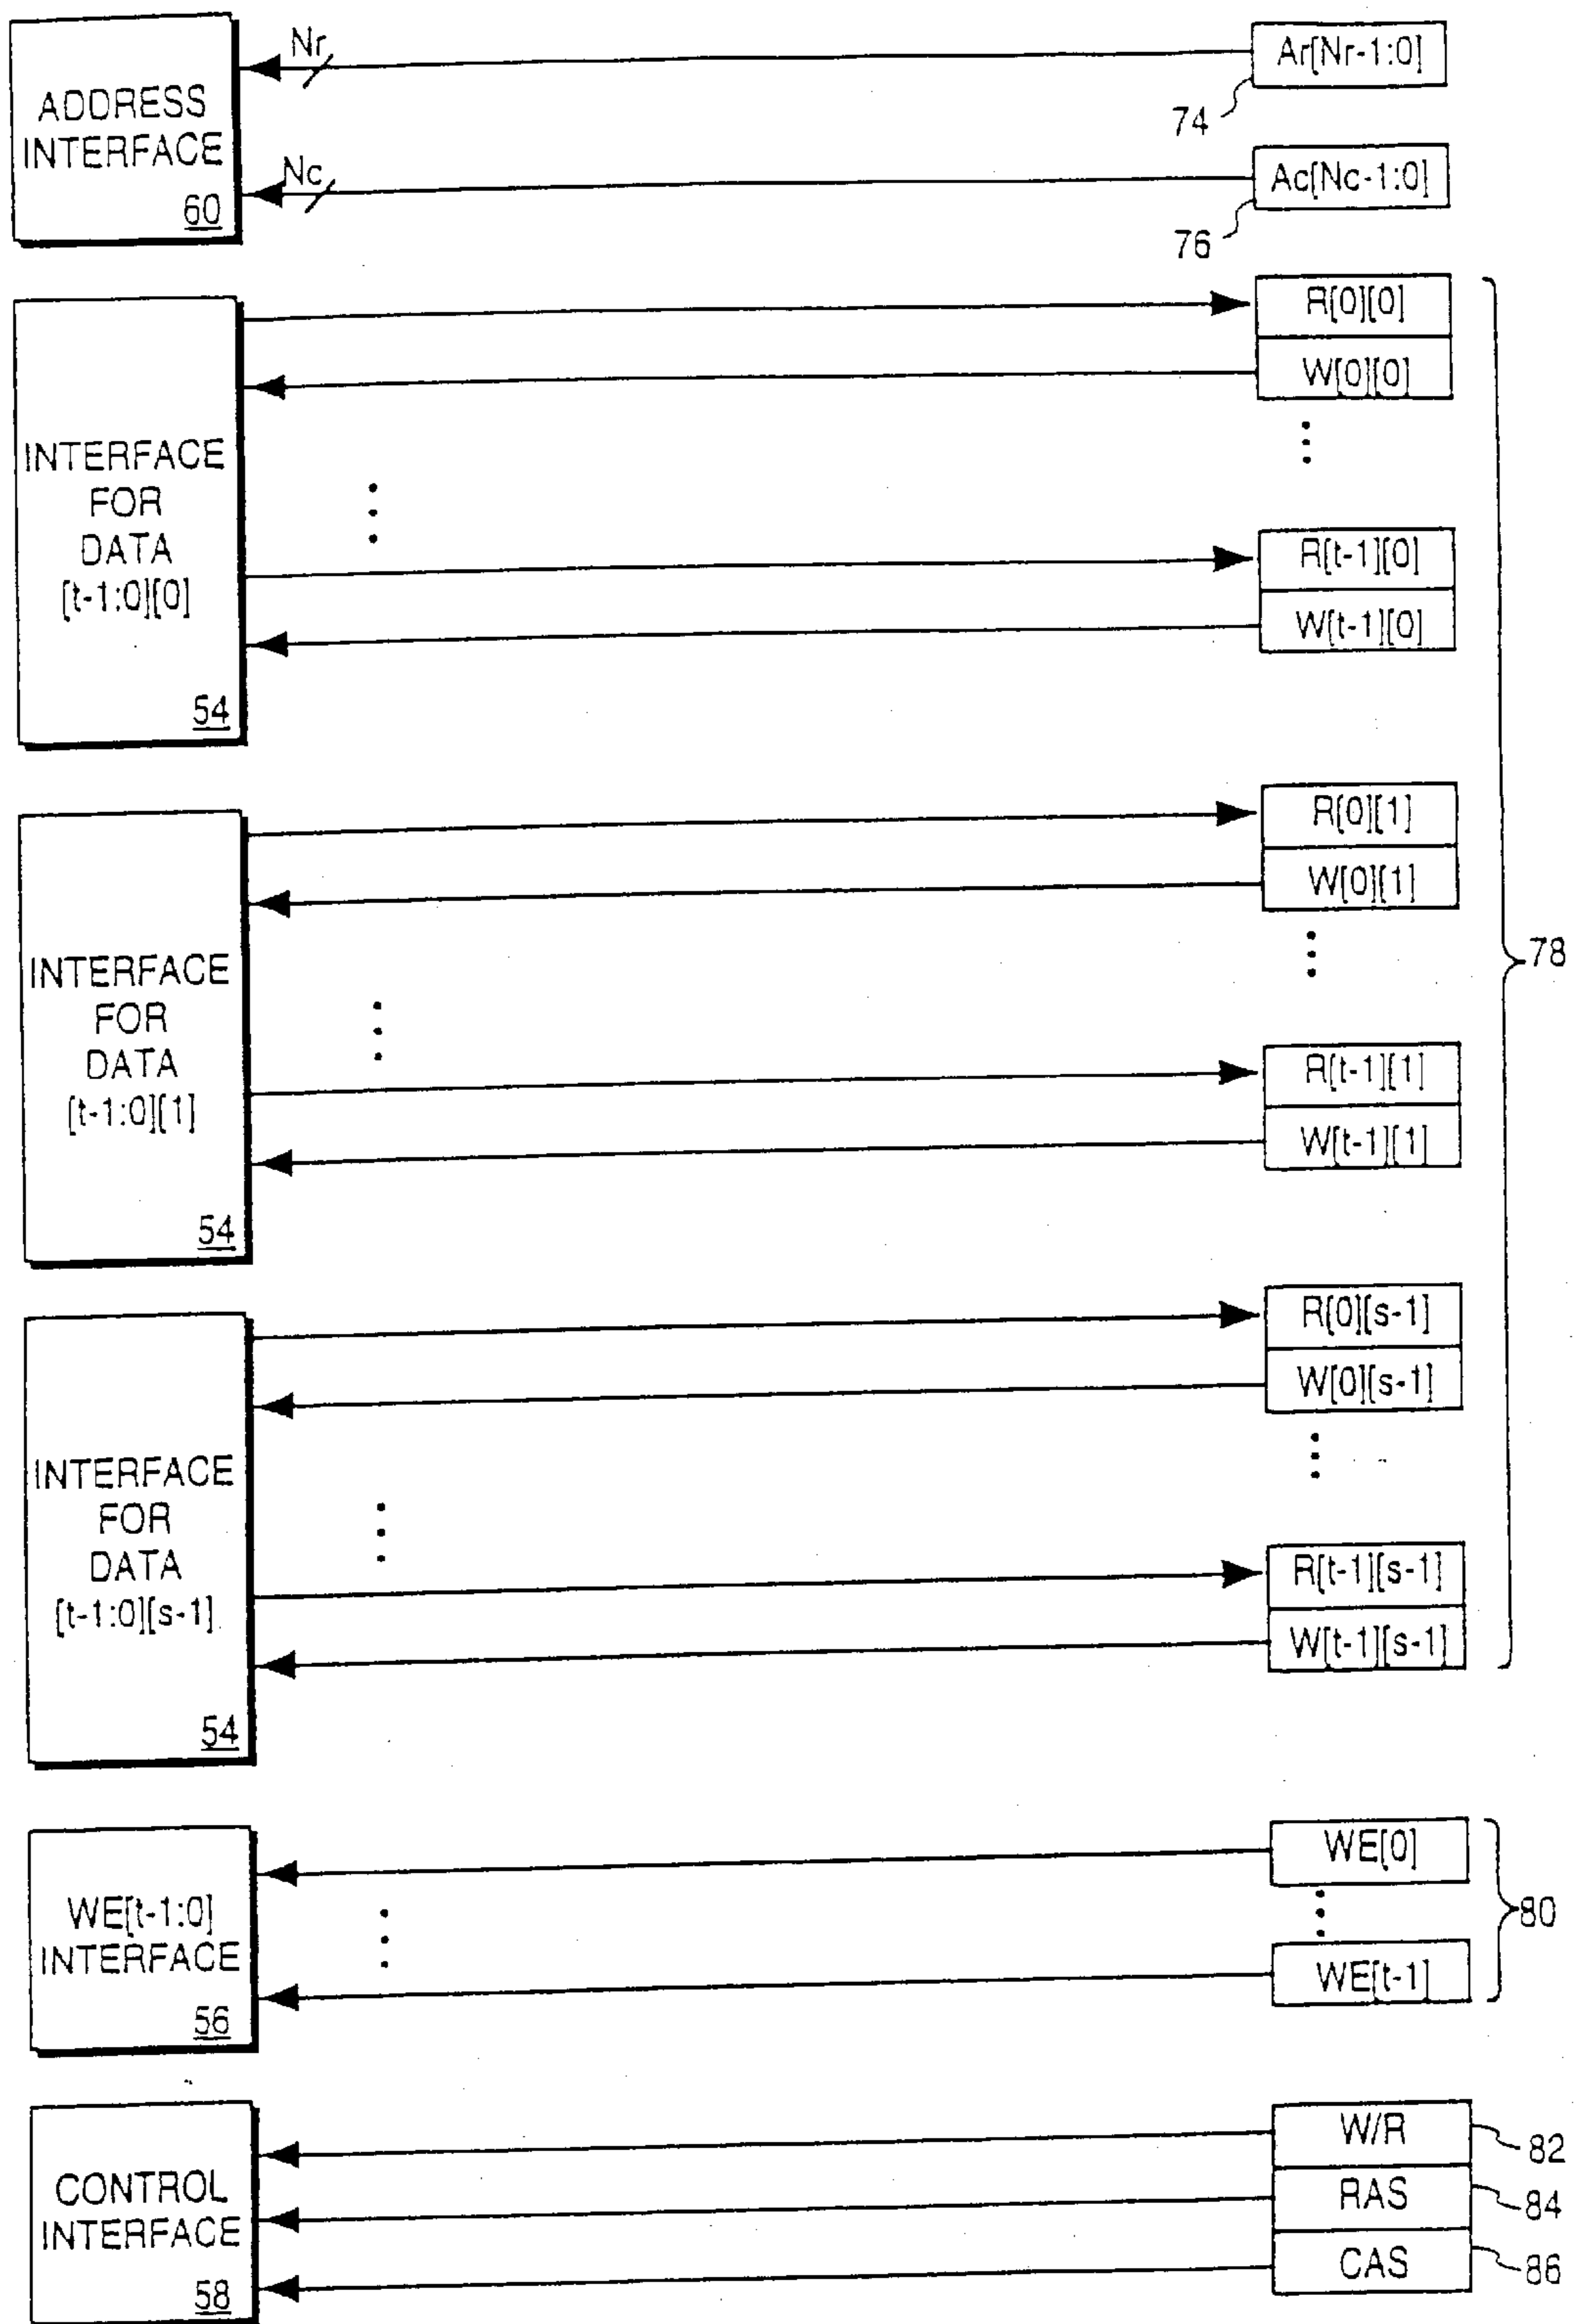 ADDRESS
INTERFACE
60
Nr
Nc
Ar[Nr-1:0]
74
Ac[Nc-1:0]
76
INTERFACE
FOR
DATA
[t-1:0][0]
54
R[0][0]
W[0][0]
R[t-1][0]
W[t-1][0]
INTERFACE
FOR
DATA
[t-1:0][1]
54
R[0][1]
W[0][1]
R[t-1][1]
W[t-1][1]
78
INTERFACE
FOR
DATA
[t-1:0][s-1]
54
R[0][s-1]
W[0][s-1]
R[t-1][s-1]
W[t-1][s-1]
WE[t-1:0]
INTERFACE
56
WE[0]
WE[t-1]
80
CONTROL
INTERFACE
58
W/R
82
RAS
84
CAS
86